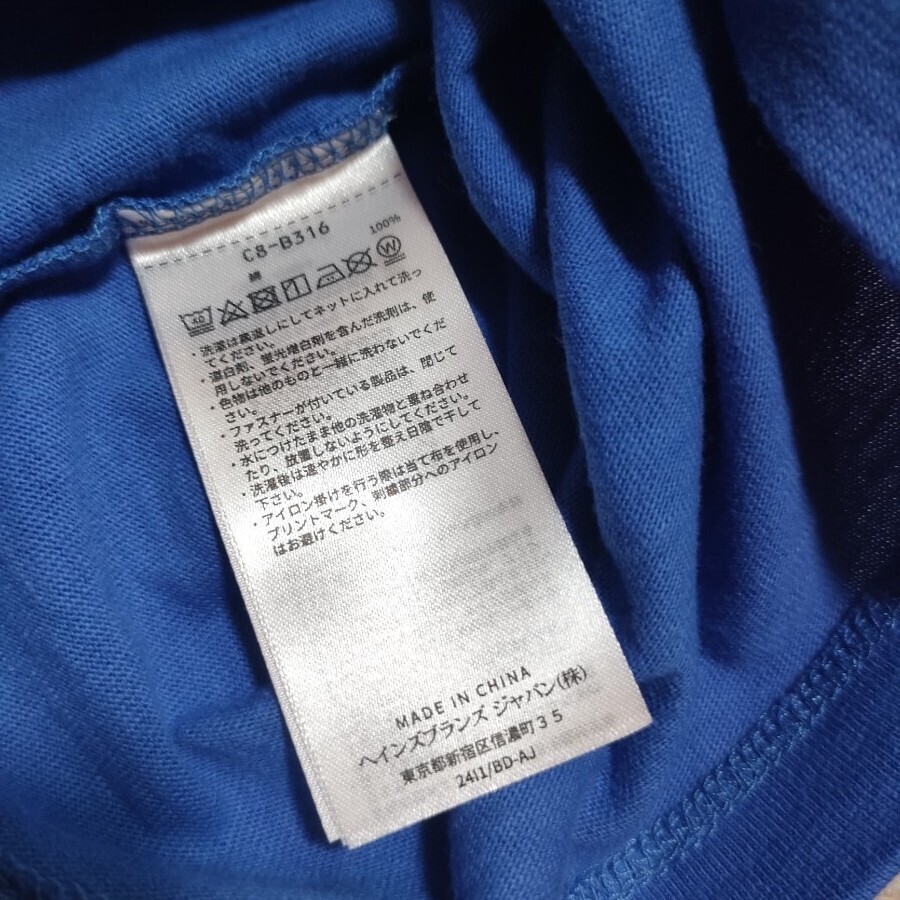 C8-B316
綿 100%
40
・洗濯は裏返しにしてネットに入れて洗っ
てください。
・漂白剤、蛍光増白剤を含んだ洗剤は、使
用しないでください。
・色物は他のものと一緒に洗わないでくだ
さい。
・ファスナーが付いている製品は、閉じて
洗ってください。
・水につけたまま他の洗濯物と重ね合わせ
たり、放置しないようにしてください。
・洗濯後は速やかに形を整え日陰で干して
下さい。
・アイロン掛けを行う際は当て布を使用し、
プリントマーク、刺繍部分へのアイロン
はお避けください。
MADE IN CHINA
ヘインズブランズ ジャパン(株)
東京都新宿区信濃町35
24I1/BD-AJ